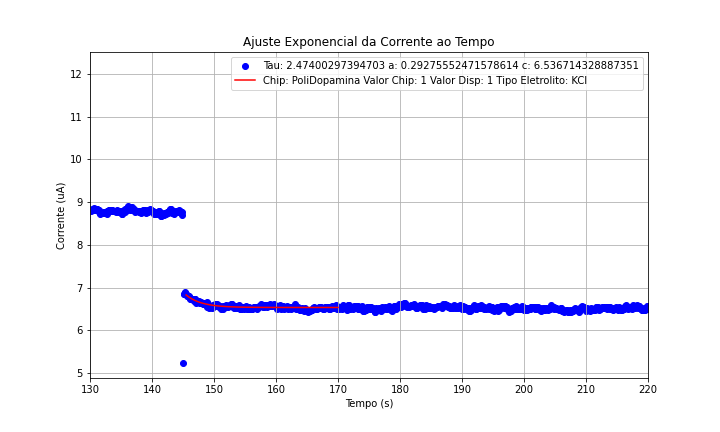 Ajuste Exponencial da Corrente ao Tempo
Tau: 2.47400297394703 a: 0.29275552471578614 c: 6.536714328887351
Chip: PoliDopamina Valor Chip: 1 Valor Disp: 1 Tipo Eletrolito: KCl
12
11
10
9
8
7
6
5
Corrente (uA)
130 140 150 160 170 180 190 200 210 220
Tempo (s)